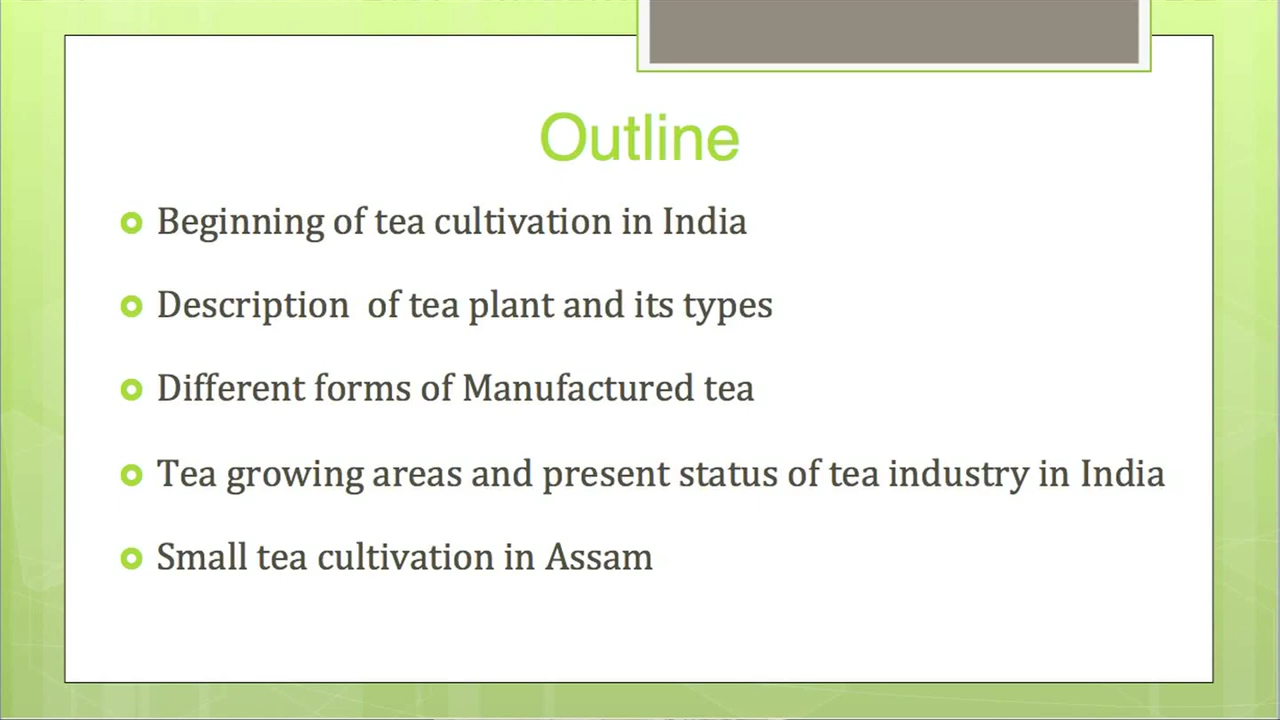 Outline
Beginning of tea cultivation in India
Description  of tea plant and its types
Different forms of Manufactured tea
Tea growing areas and present status of tea industry in India
Small tea cultivation in Assam